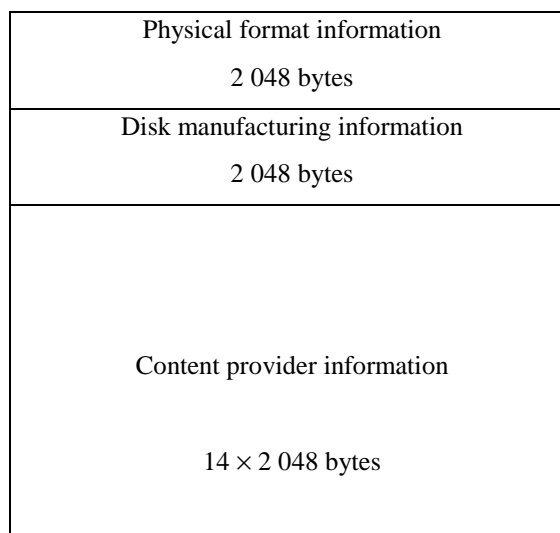 Physical format information
2 048 bytes
Disk manufacturing information
2 048 bytes
Content provider information
14 × 2 048 bytes